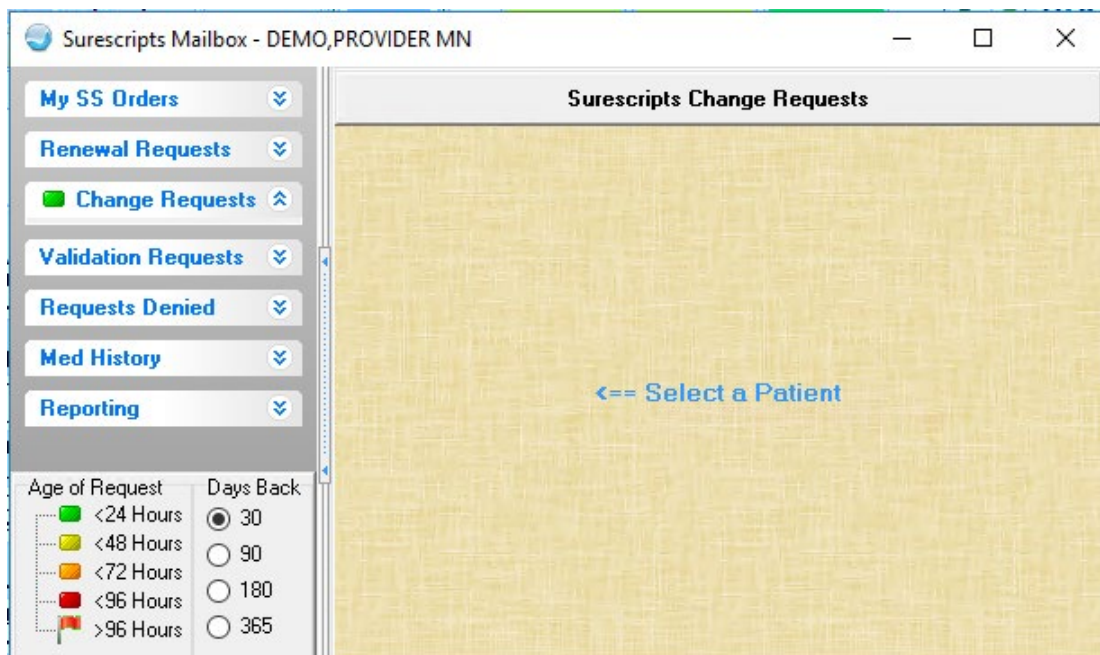 Surescripts Mailbox - DEMO,PROVIDER MN
My SS Orders
Renewal Requests
Change Requests
Validation Requests
Requests Denied
Med History
Reporting
Surescripts Change Requests
<== Select a Patient
Age of Request
<24 Hours
<48 Hours
<72 Hours
<96 Hours
>96 Hours
Days Back
30
90
180
365